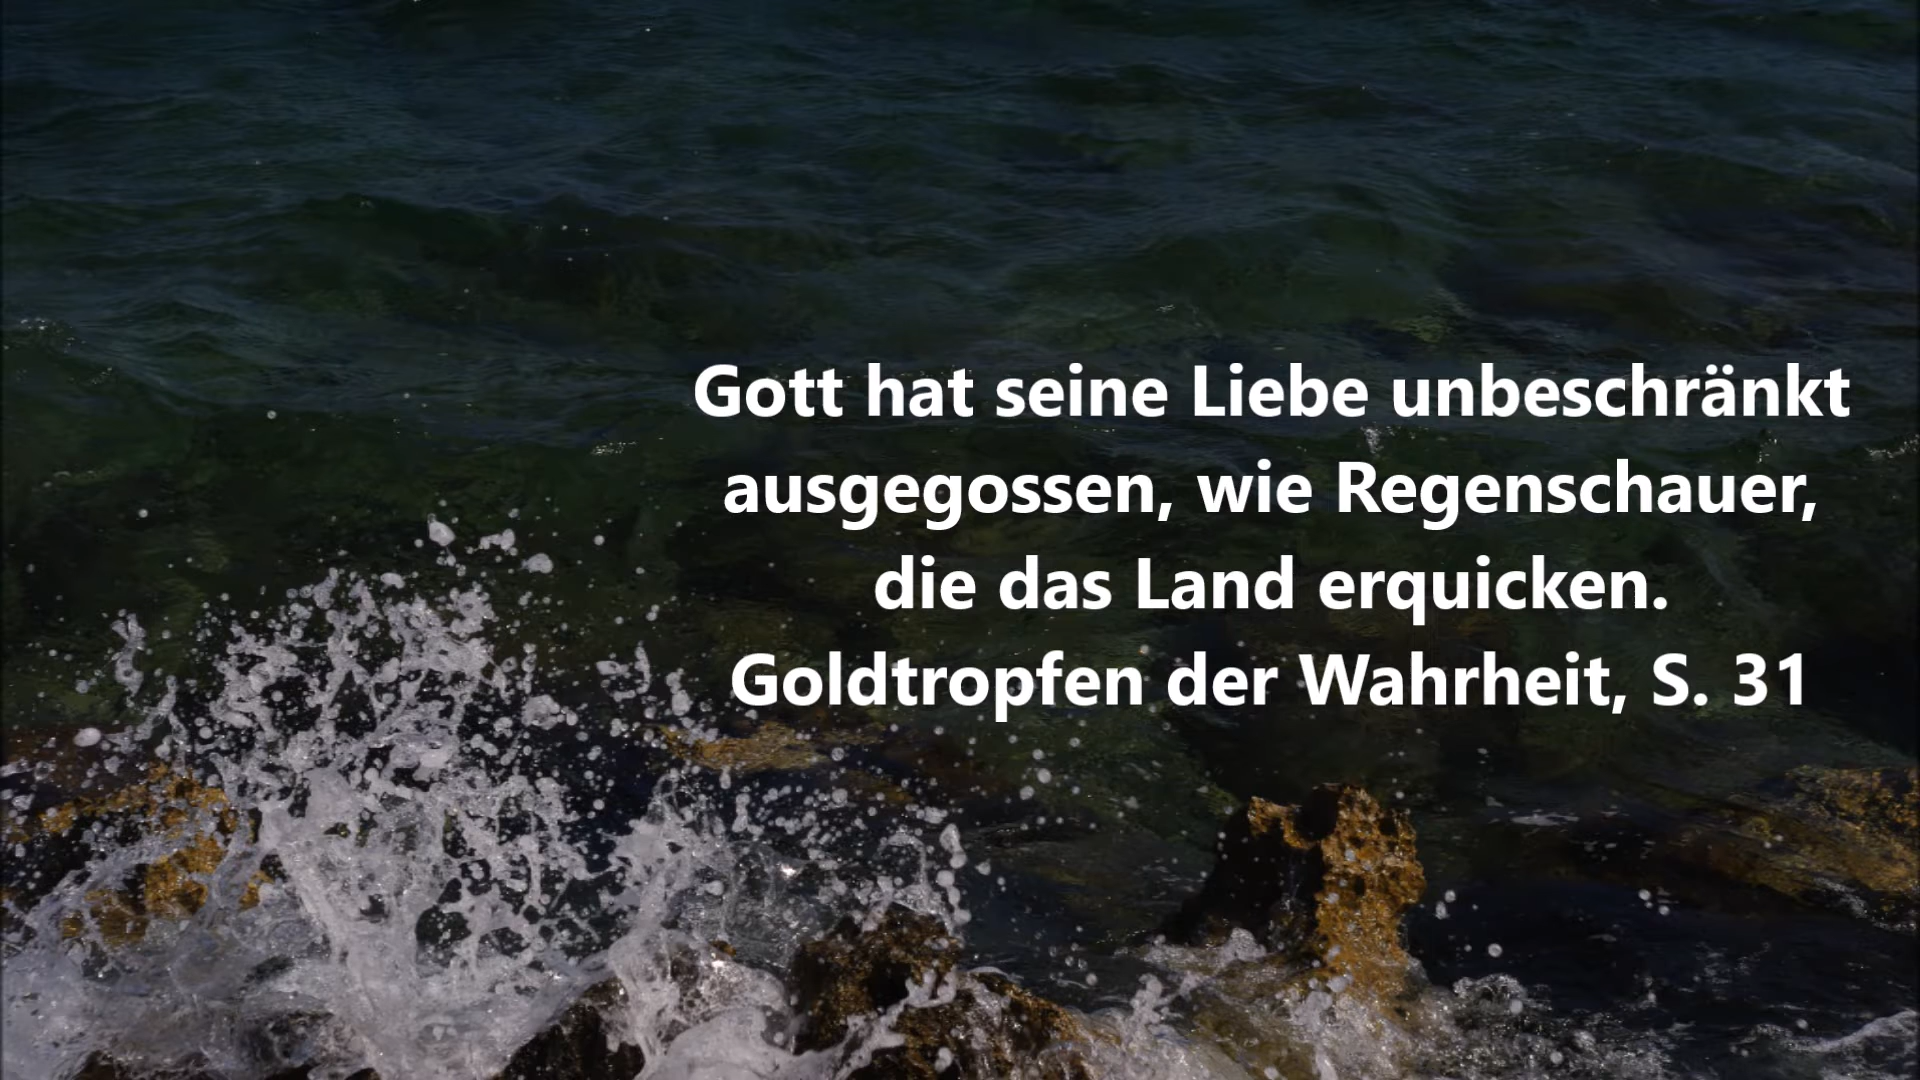 Gott hat seine Liebe unbeschränkt
ausgegossen, wie Regenschauer,
die das Land erquicken.
Goldtropfen der Wahrheit, S. 31